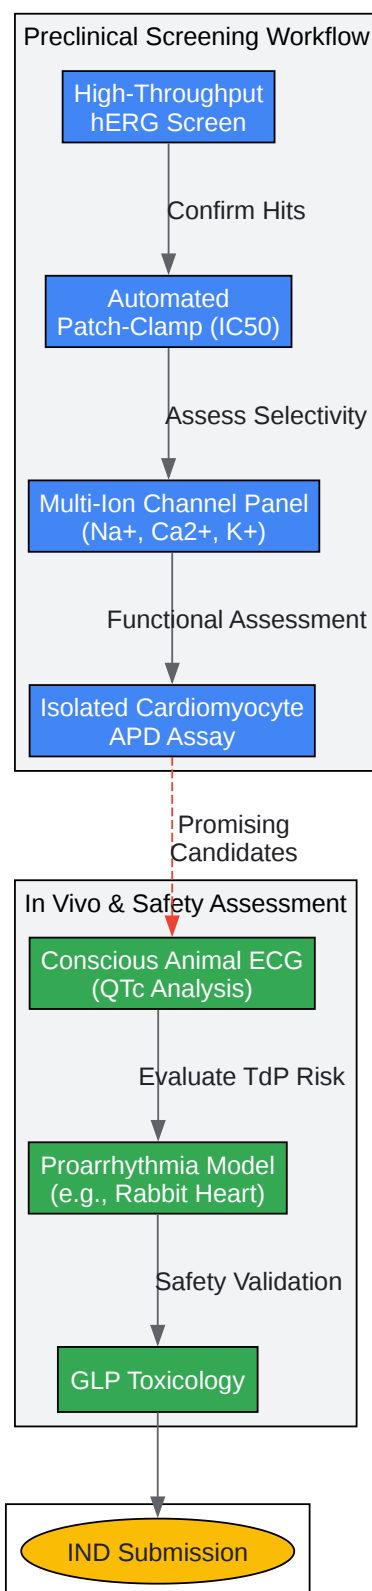 Preclinical Screening Workflow
High-Throughput
hERG Screen
Confirm Hits
Automated
Patch-Clamp (IC50)
Assess Selectivity
Multi-Ion Channel Panel
(Na+, Ca2+, K+)
Functional Assessment
Isolated Cardiomyocyte
APD Assay
Promising
Candidates
In Vivo & Safety Assessment
Conscious Animal ECG
(QTc Analysis)
Evaluate TdP Risk
Proarrhythmia Model
(e.g., Rabbit Heart)
Safety Validation
GLP Toxicology
IND Submission